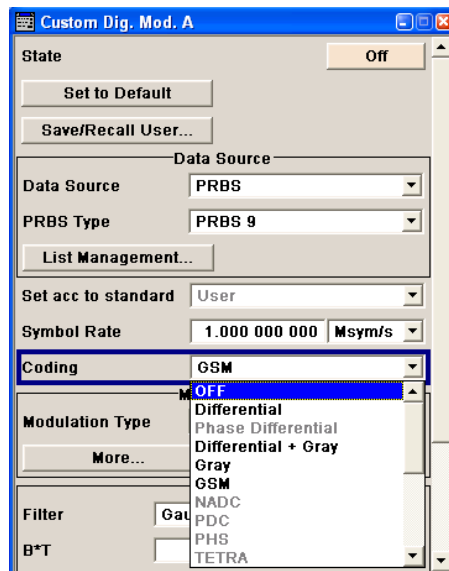 Custom Dig. Mod. A
State Off
Set to Default
Save/Recall User...
Data Source
Data Source PRBS
PRBS Type PRBS 9
List Management...
Set acc to standard User
Symbol Rate 1.000 000 000 Msym/s
Coding GSM
M
OFF
Differential
Phase Differential
Differential + Gray
Gray
GSM
NADC
PDC
PHS
TETRA
Modulation Type
More...
Filter Gau
B*T